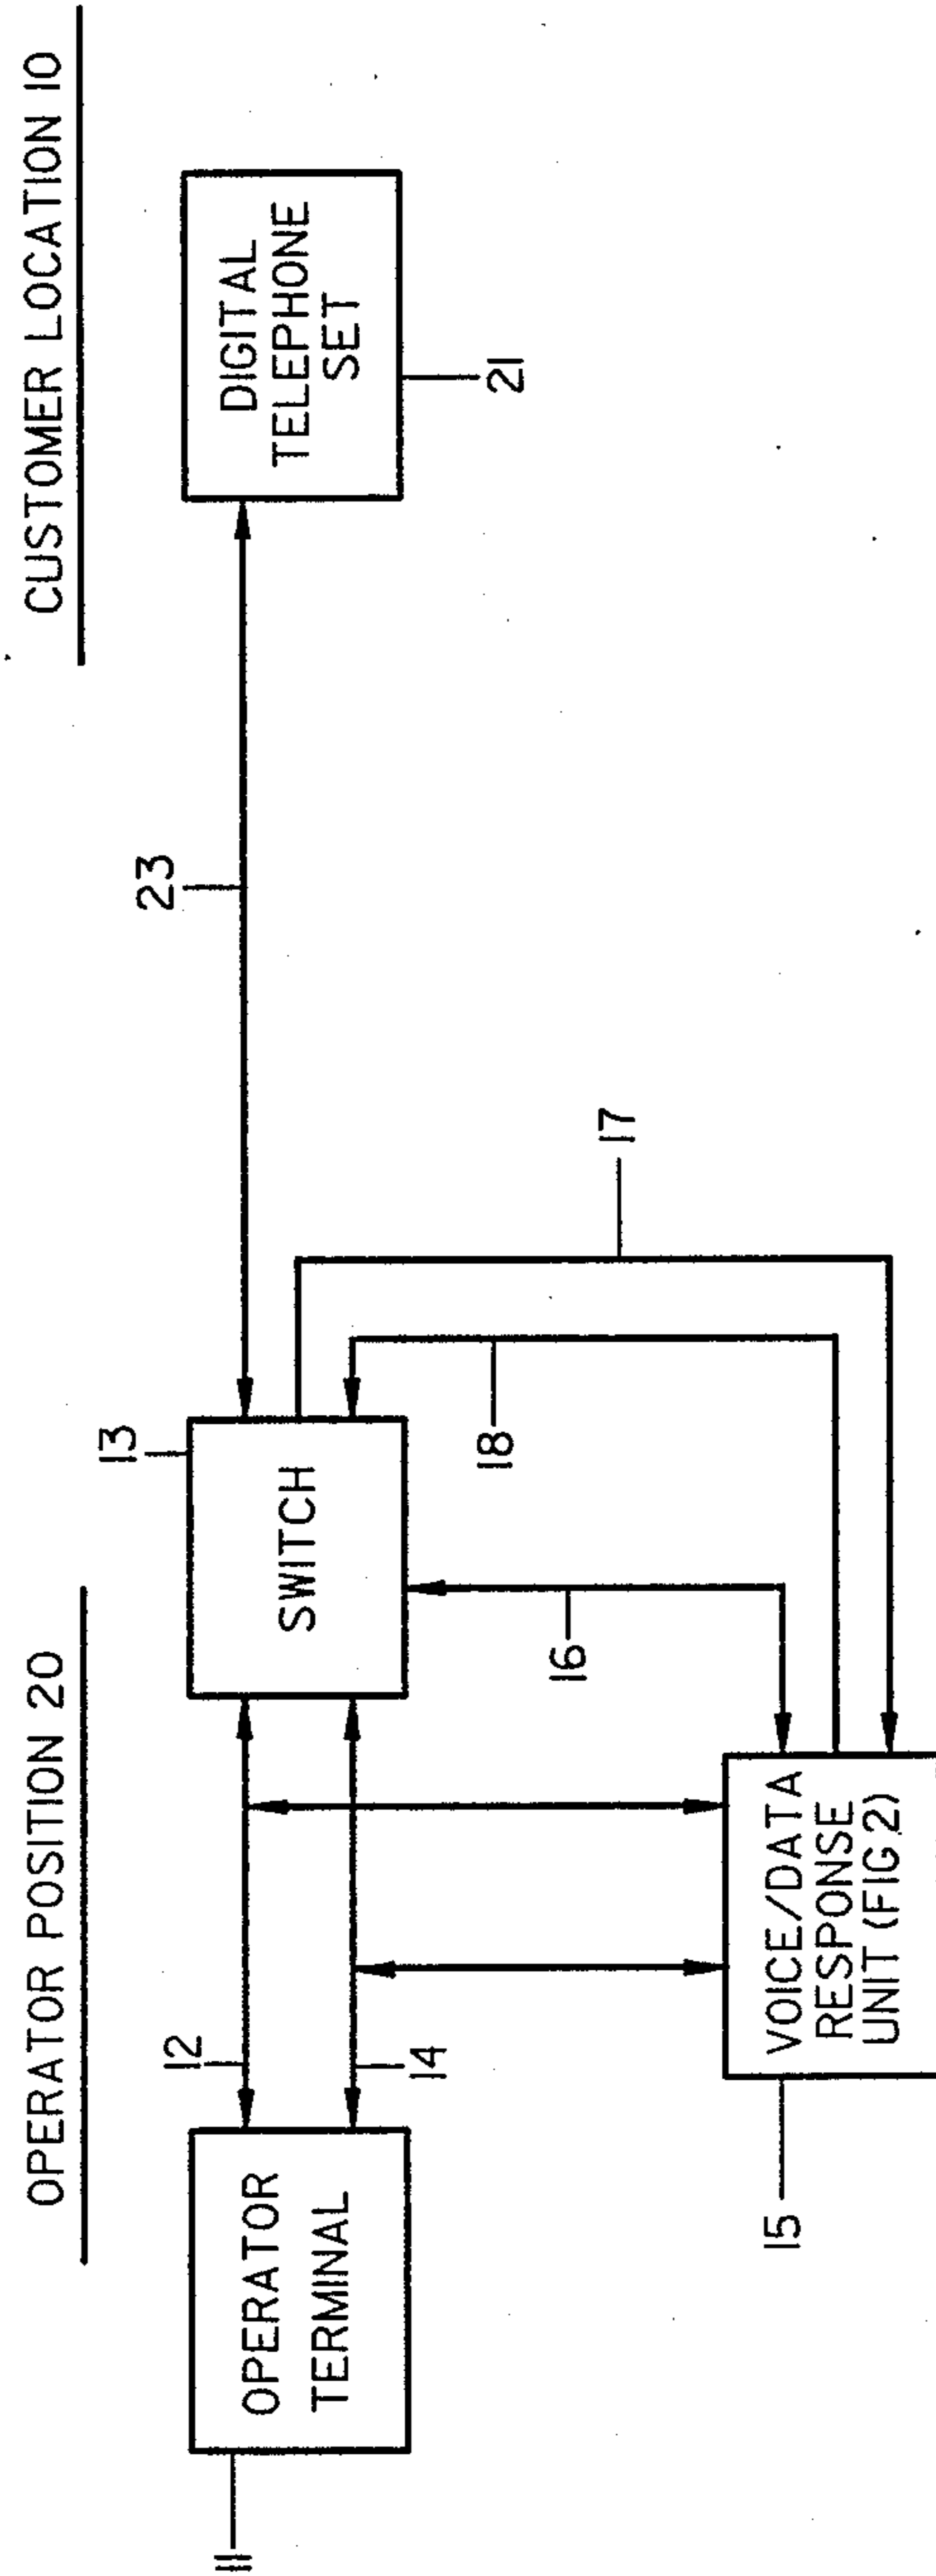 OPERATOR POSITION 20
CUSTOMER LOCATION 10
11
OPERATOR
TERMINAL
12
14
13
SWITCH
23
DIGITAL
TELEPHONE
SET
21
16
18
17
15
VOICE/DATA
RESPONSE
UNIT (FIG 2)